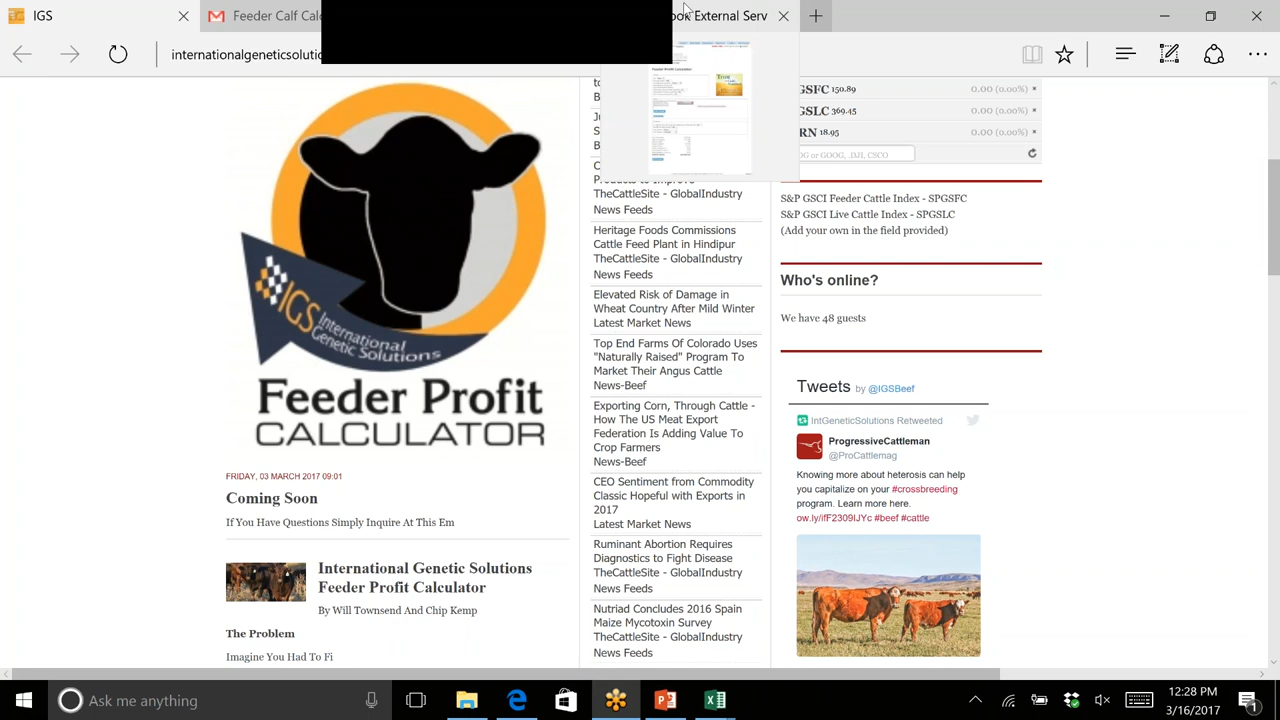 IGS
Feeder Calf Calc
ook External Serv
150.89
0.00 (0.00%)
150.85
0.00 (0.00%)
RN
0.00 (0.00%)
CSCO
TheCattleSite - GlobalIndustry
News Feeds
Heritage Foods Commissions
Cattle Feed Plant in Hindipur
TheCattleSite - GlobalIndustry
News Feeds
Elevated Risk of Damage in
Wheat Country After Mild Winter
Latest Market News
Top End Farms Of Colorado Uses
"Naturally Raised" Program To
Market Their Angus Cattle
News-Beef
Exporting Corn, Through Cattle -
How The US Meat Export
Federation Is Adding Value To
Crop Farmers
News-Beef
CEO Sentiment from Commodity
Classic Hopeful with Exports in
2017
Latest Market News
Ruminant Abortion Requires
Diagnostics to Fight Disease
TheCattleSite - GlobalIndustry
News Feeds
Nutriad Concludes 2016 Spain
Maize Mycotoxin Survey
TheCattleSite - GlobalIndustry
News Feeds
S&P GSCI Feeder Cattle Index - SPGSFC
S&P GSCI Live Cattle Index - SPGSLC
(Add your own in the field provided)
Who's online?
We have 48 guests
Tweets by @IGSBeef
IntGeneticSolutions Retweeted
ProgressiveCattleman
@ProCattlemag
Knowing more about heterosis can help
you capitalize on your #crossbreeding
program. Learn more here.
ow.ly/ifF2309IJYc #beef #cattle
IGS International
Genetic Solutions
Feeder Profit
CALCULATOR
FRIDAY, 03 MARCH 2017 09:01
Coming Soon
If You Have Questions Simply Inquire At This Em
International Genetic Solutions
Feeder Profit Calculator
By Will Townsend And Chip Kemp
The Problem
Imagine You Had To Fi
Ask me anything
12:28 PM
3/16/2017